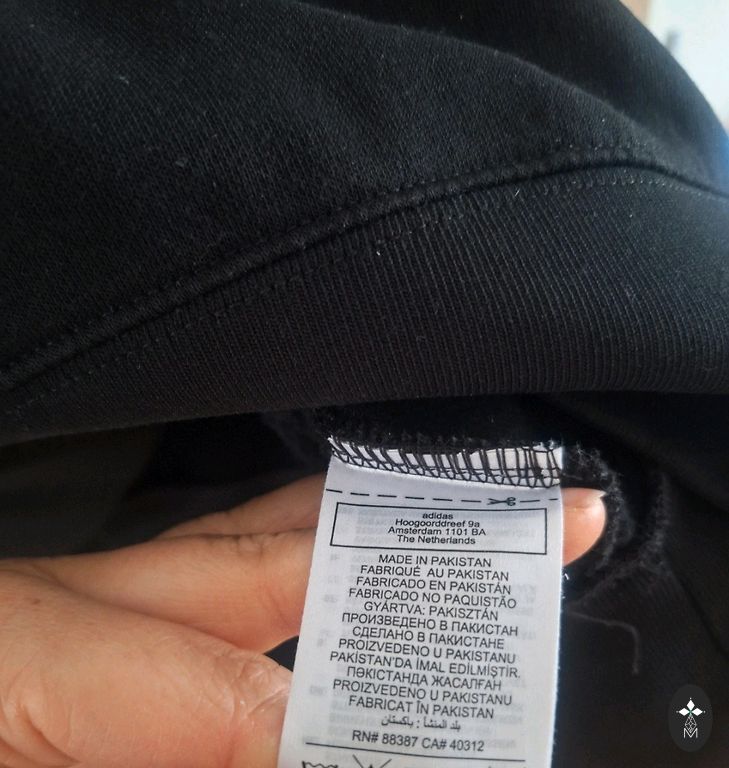 adidas
Hoogoorddreef 9a
Amsterdam 1101 BA
The Netherlands
MADE IN PAKISTAN
FABRIQUÉ AU PAKISTAN
FABRICADO EN PAKISTÁN
FABRICADO NO PAQUISTÃO
GYÁRTVA: PAKISZTÁN
ПРОИЗВЕДЕНО В ПАКИСТАН
СДЕЛАНО В ПАКИСТАНЕ
PROIZVEDENO U PAKISTANU
PAKİSTAN'DA İMAL EDİLMİŞTİR.
ПӘКІСТАНДА ЖАСАЛҒАН
PROIZVEDENO U PAKISTANU
FABRICAT ÎN PAKISTAN
بلد المنشأ : باكستان
RN# 88387 CA# 40312